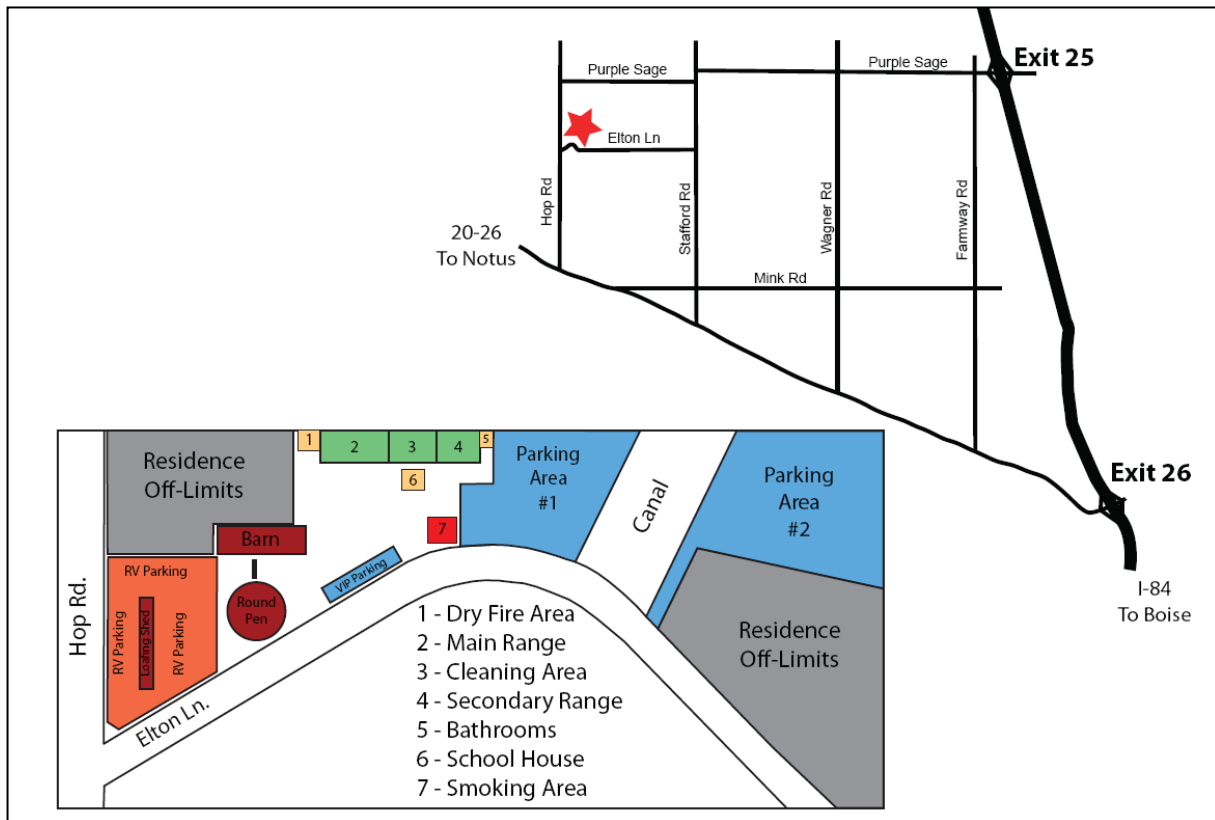 Exit 25
Purple Sage
Purple Sage
Elton Ln
Hop Rd
Stafford Rd
Wagner Rd
Farmway Rd
20-26
To Notus
Mink Rd
Exit 26
I-84
To Boise
Residence
Off-Limits
1
2
3
4
5
6
7
Parking
Area
#1
Canal
Parking
Area
#2
Barn
VIP Parking
RV Parking
RV Parking
Loafing Shed
RV Parking
Round
Pen
Hop Rd.
Elton Ln.
Residence
Off-Limits
1 - Dry Fire Area
2 - Main Range
3 - Cleaning Area
4 - Secondary Range
5 - Bathrooms
6 - School House
7 - Smoking Area